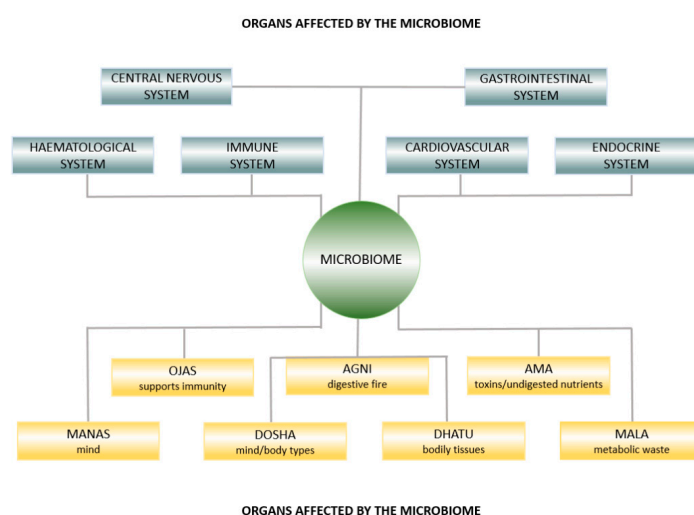 ORGANS AFFECTED BY THE MICROBIOME
CENTRAL NERVOUS
SYSTEM
GASTROINTESTINAL
SYSTEM
HAEMATOLOGICAL
SYSTEM
IMMUNE
SYSTEM
CARDIOVASCULAR
SYSTEM
ENDOCRINE
SYSTEM
MICROBIOME
OJAS
supports immunity
AGNI
digestive fire
AMA
toxins/undigested nutrients
MANAS
mind
DOSHA
mind/body types
DHATU
bodily tissues
MALA
metabolic waste
ORGANS AFFECTED BY THE MICROBIOME